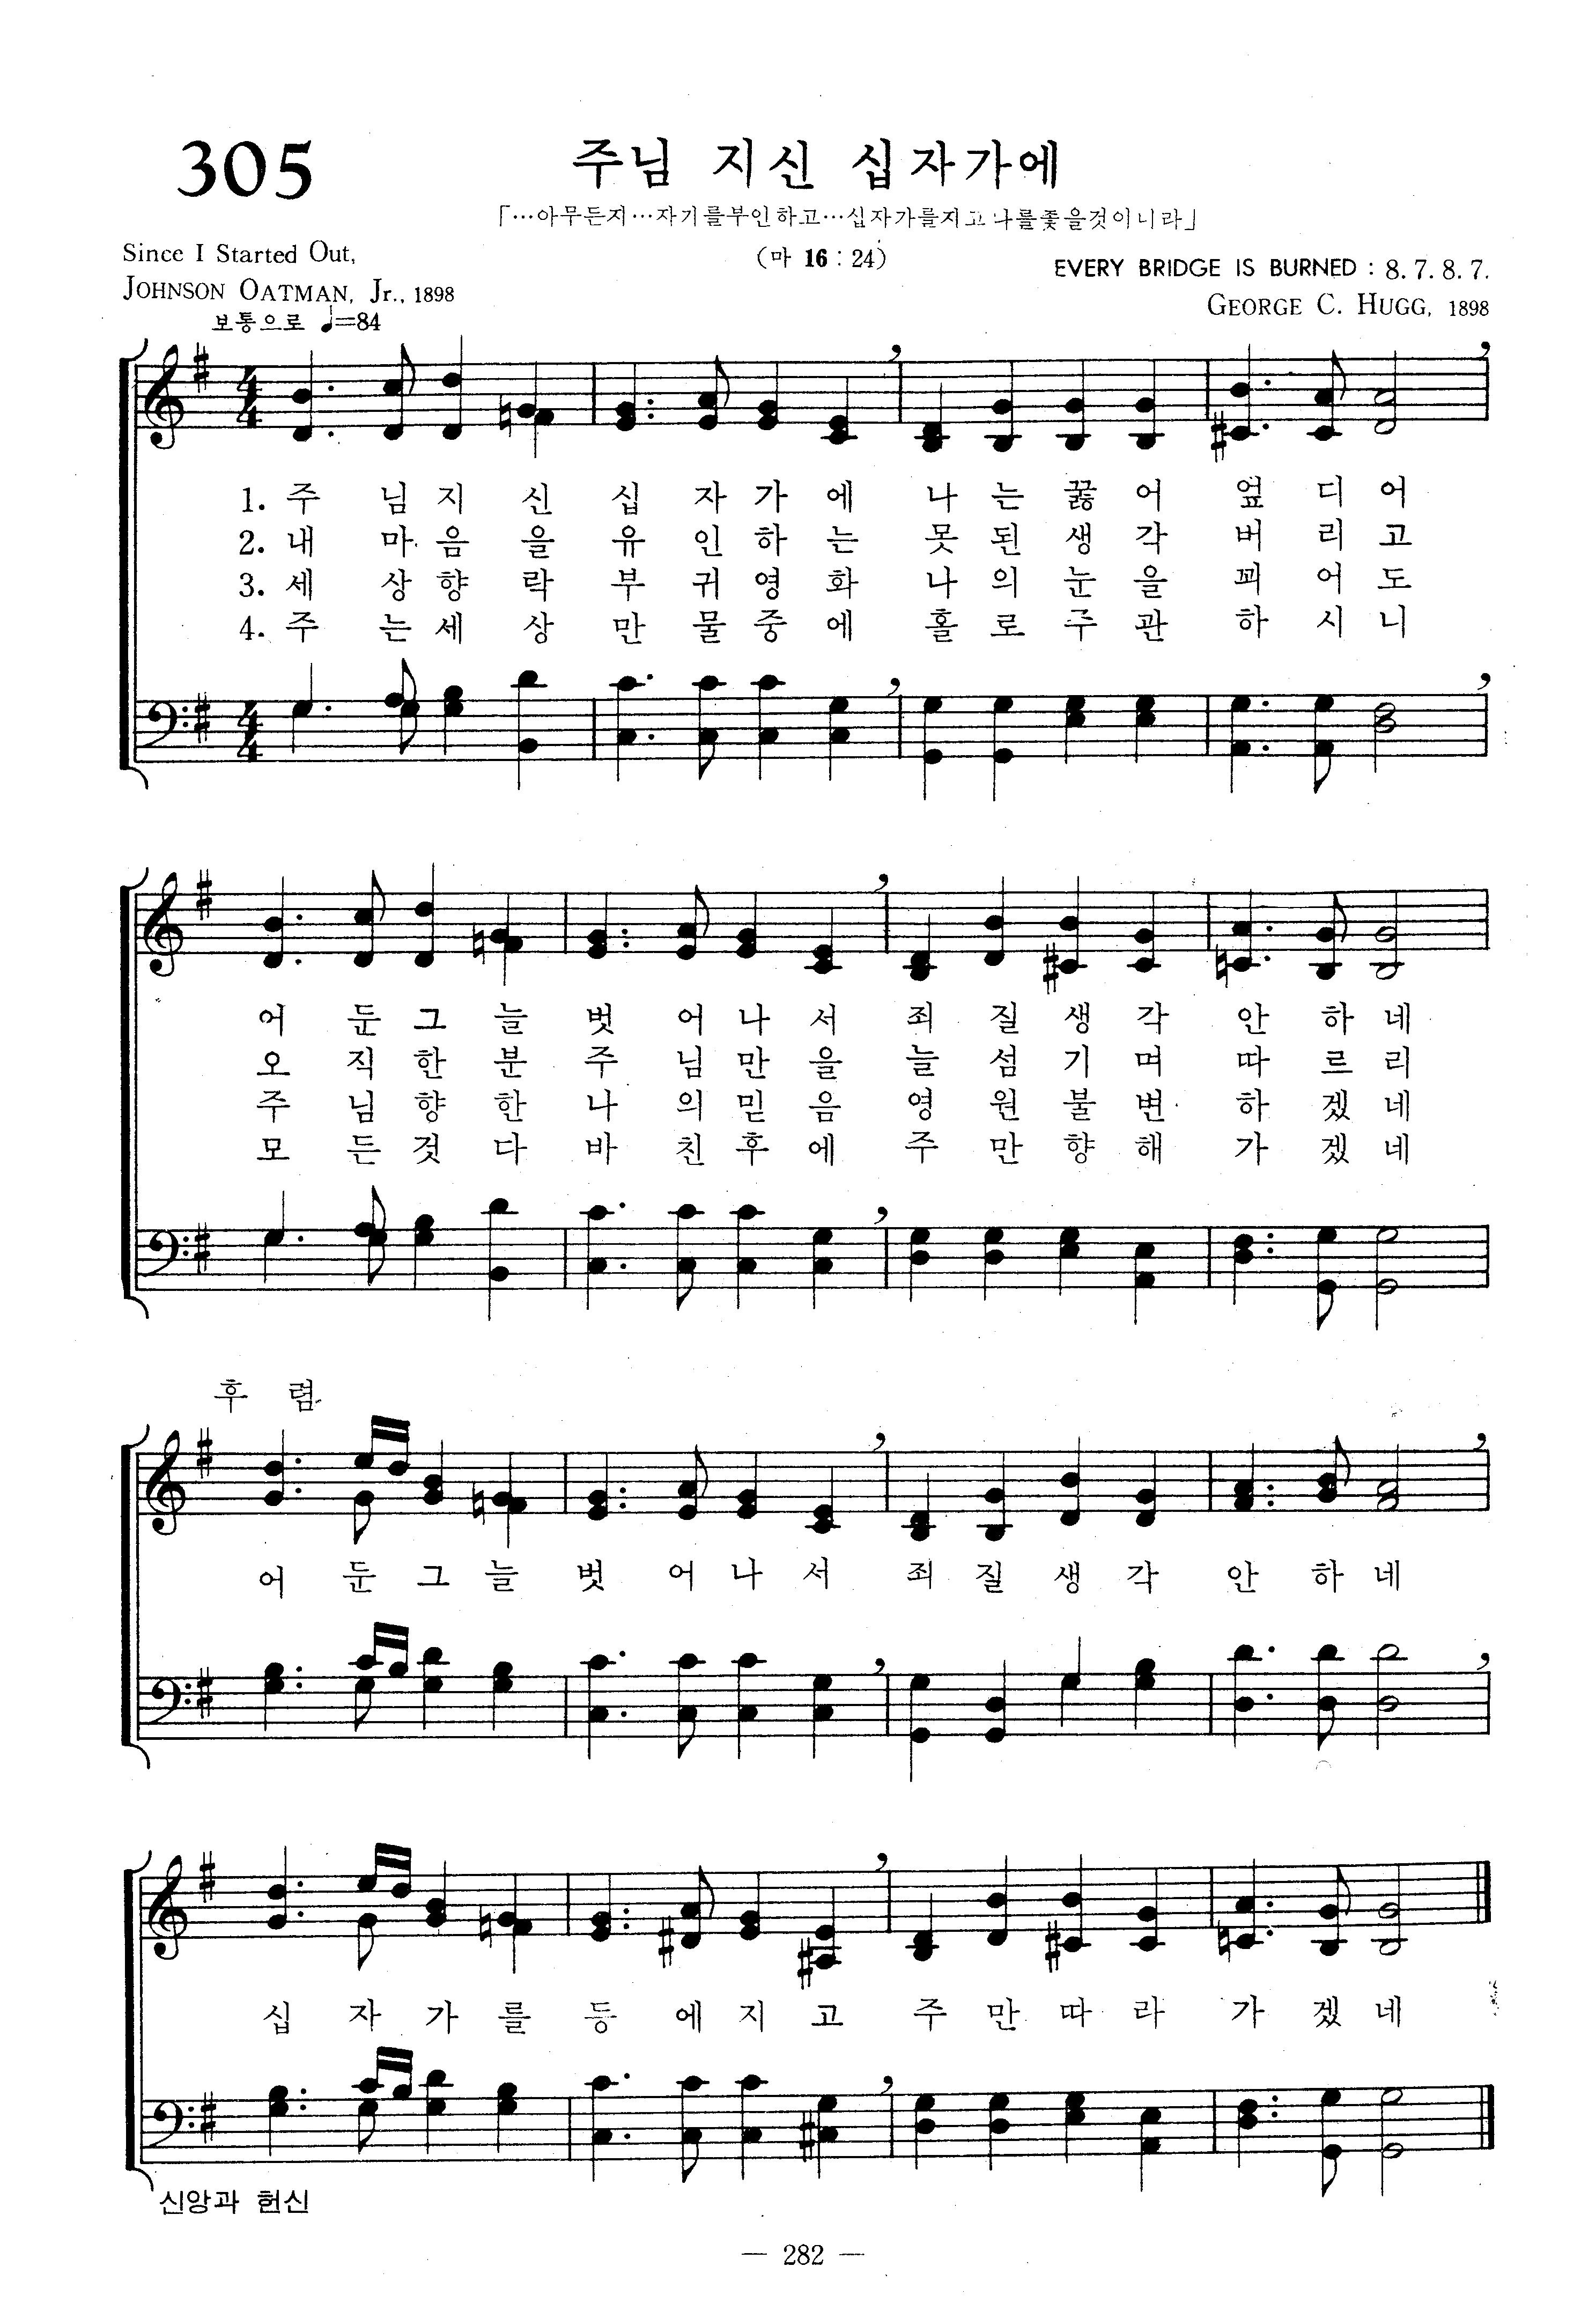 305
주님 지신 십자가에
「…아무든지…자기를부인하고…십자가를지고나를좇을것이니라」
(마 16 : 24)
Since I Started Out,
JOHNSON OATMAN, Jr., 1898
EVERY BRIDGE IS BURNED : 8. 7. 8. 7.
GEORGE C. HUGG, 1898
보통으로 ♩=84
1. 주 님 지 신 십 자 가 에 나 는 꿇 어 엎 디 어
2. 내 마 음 을 유 인 하 는 못 된 생 각 버 리 고
3. 세 상 향 락 부 귀 영 화 나 의 눈 을 꾀 어 도
4. 주 는 세 상 만 물 중 에 홀 로 주 관 하 시 니
어 둔 그 늘 벗 어 나 서 죄 질 생 각 안 하 네
오 직 한 분 주 님 만 을 늘 섬 기 며 따 르 리
주 님 향 한 나 의 믿 음 영 원 불 변 하 겠 네
모 든 것 다 바 친 후 에 주 만 향 해 가 겠 네
후 렴
어 둔 그 늘 벗 어 나 서 죄 질 생 각 안 하 네
십 자 가 를 등 에 지 고 주 만 따 라 가 겠 네
신앙과 헌신
— 282 —